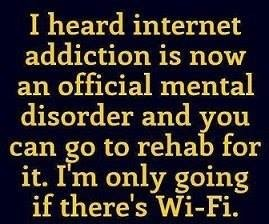 I heard internet
addiction is now
an official mental
disorder and you
can go to rehab for
it. I'm only going
if there's Wi-Fi.